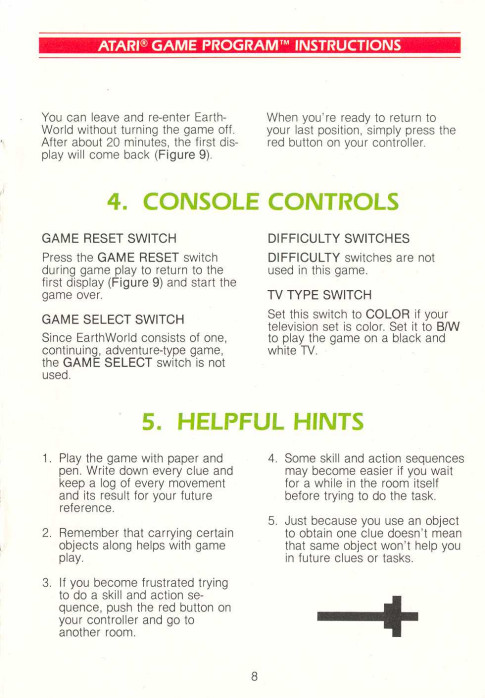 ATARI® GAME PROGRAM™ INSTRUCTIONS
You can leave and re-enter Earth-
World without turning the game off.
After about 20 minutes, the first dis-
play will come back (Figure 9).
When you're ready to return to
your last position, simply press the
red button on your controller.
4. CONSOLE CONTROLS
GAME RESET SWITCH
Press the GAME RESET switch
during game play to return to the
first display (Figure 9) and start the
game over.
GAME SELECT SWITCH
Since EarthWorld consists of one,
continuing, adventure-type game,
the GAME SELECT switch is not
used.
DIFFICULTY SWITCHES
DIFFICULTY switches are not
used in this game.
TV TYPE SWITCH
Set this switch to COLOR if your
television set is color. Set it to B/W
to play the game on a black and
white TV.
5. HELPFUL HINTS
1. Play the game with paper and
pen. Write down every clue and
keep a log of every movement
and its result for your future
reference.
2. Remember that carrying certain
objects along helps with game
play.
3. If you become frustrated trying
to do a skill and action se-
quence, push the red button on
your controller and go to
another room.
4. Some skill and action sequences
may become easier if you wait
for a while in the room itself
before trying to do the task.
5. Just because you use an object
to obtain one clue doesn't mean
that same object won't help you
in future clues or tasks.
8